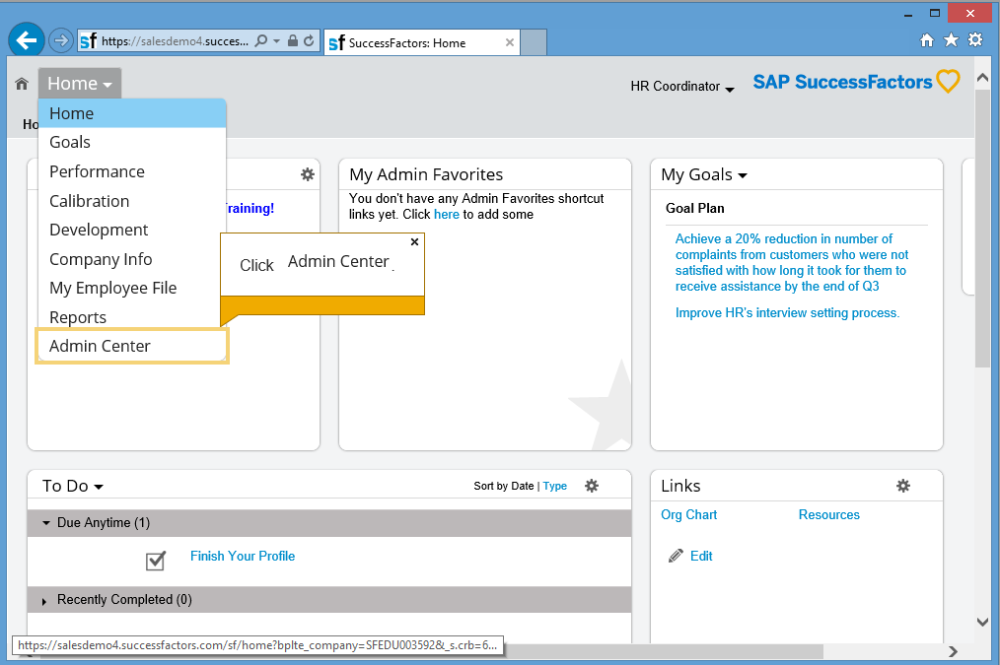 sf https://salesdemo4.succes...
sf SuccessFactors: Home
Home
HR Coordinator
SAP SuccessFactors
Ho
Home
Goals
Performance
Calibration
Development
Company Info
My Employee File
Reports
Admin Center
Training!
Click Admin Center.
My Admin Favorites
You don't have any Admin Favorites shortcut
links yet. Click here to add some
My Goals
Goal Plan
Achieve a 20% reduction in number of
complaints from customers who were not
satisfied with how long it took for them to
receive assistance by the end of Q3
Improve HR's interview setting process.
To Do
Sort by Date | Type
Due Anytime (1)
Finish Your Profile
Recently Completed (0)
Links
Org Chart
Resources
Edit
https://salesdemo4.successfactors.com/sf/home?bplte_company=SFEDU003592&_s.crb=6...